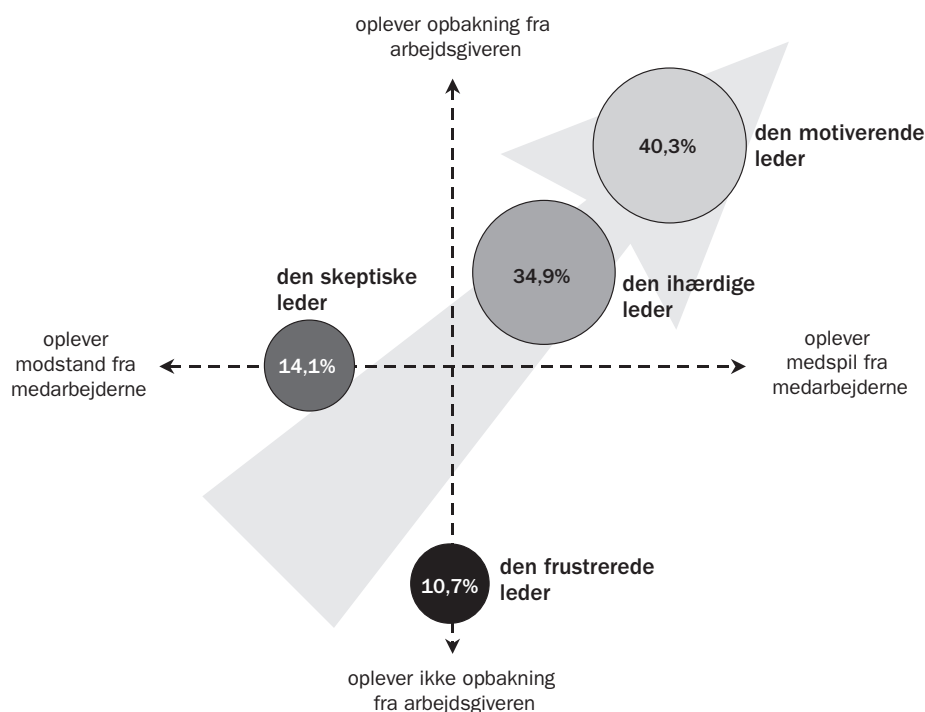 oplever opbakning fra
arbejdsgiveren
40,3%
den motiverende
leder
34,9%
den ihærdige
leder
den skeptiske
leder
14,1%
oplever
modstand fra
medarbejderne
oplever
medspil fra
medarbejderne
10,7%
den frustrerede
leder
oplever ikke opbakning
fra arbejdsgiveren